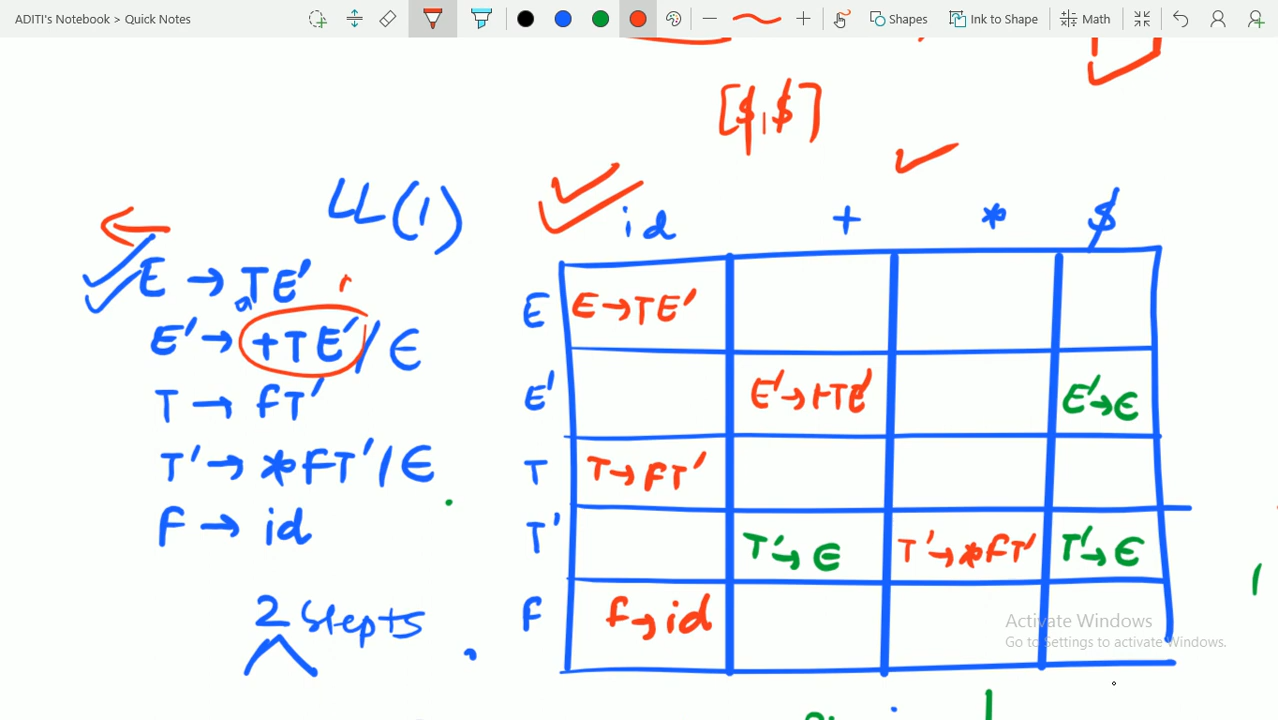 ADITI's Notebook > Quick Notes
Shapes
Ink to Shape
Math
[$,$]
LL(1)
id + * $
E → TE'
E' → +TE' / ϵ
T → FT'
T' → *FT' / ϵ
F → id
2 Stepts
E E→TE'
E' E'→+TE' E'→ϵ
T T→FT'
T' T'→ϵ T'→*FT' T'→ϵ
F F→id
Activate Windows
Go to Settings to activate Windows.